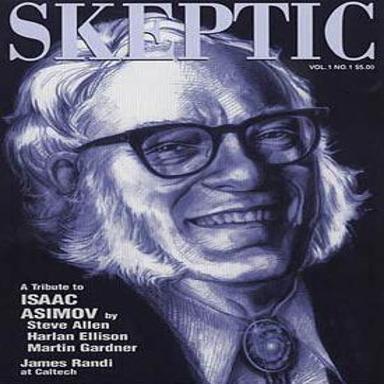 SKEPTIC
VOL. 1 NO. 1 $5.00
A Tribute to
ISAAC
ASIMOV by
Steve Allen
Harlan Ellison
Martin Gardner
James Randi
at Caltech